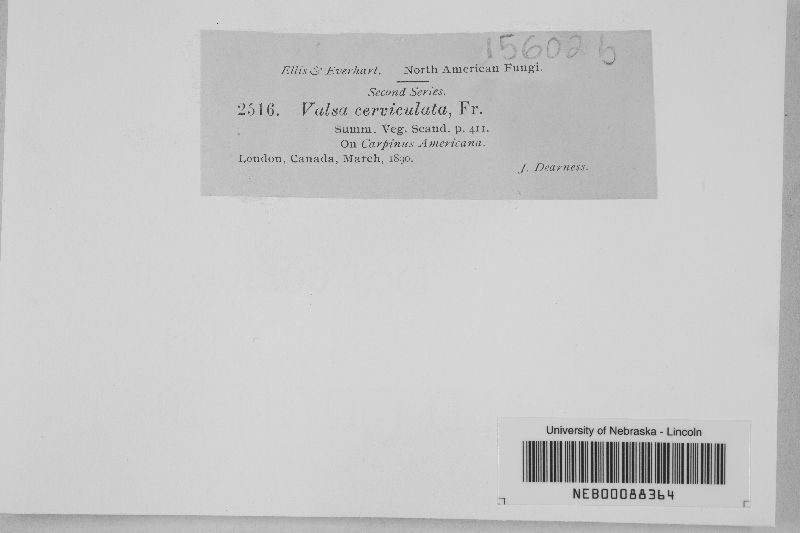 15602 b
Ellis & Everhart. North American Fungi.
Second Series.
2516. Valsa cerviculata, Fr.
Summ. Veg. Scand. p. 411.
On Carpinus Americana.
London, Canada, March, 1890.
J. Dearness.
University of Nebraska - Lincoln
NEB00088364